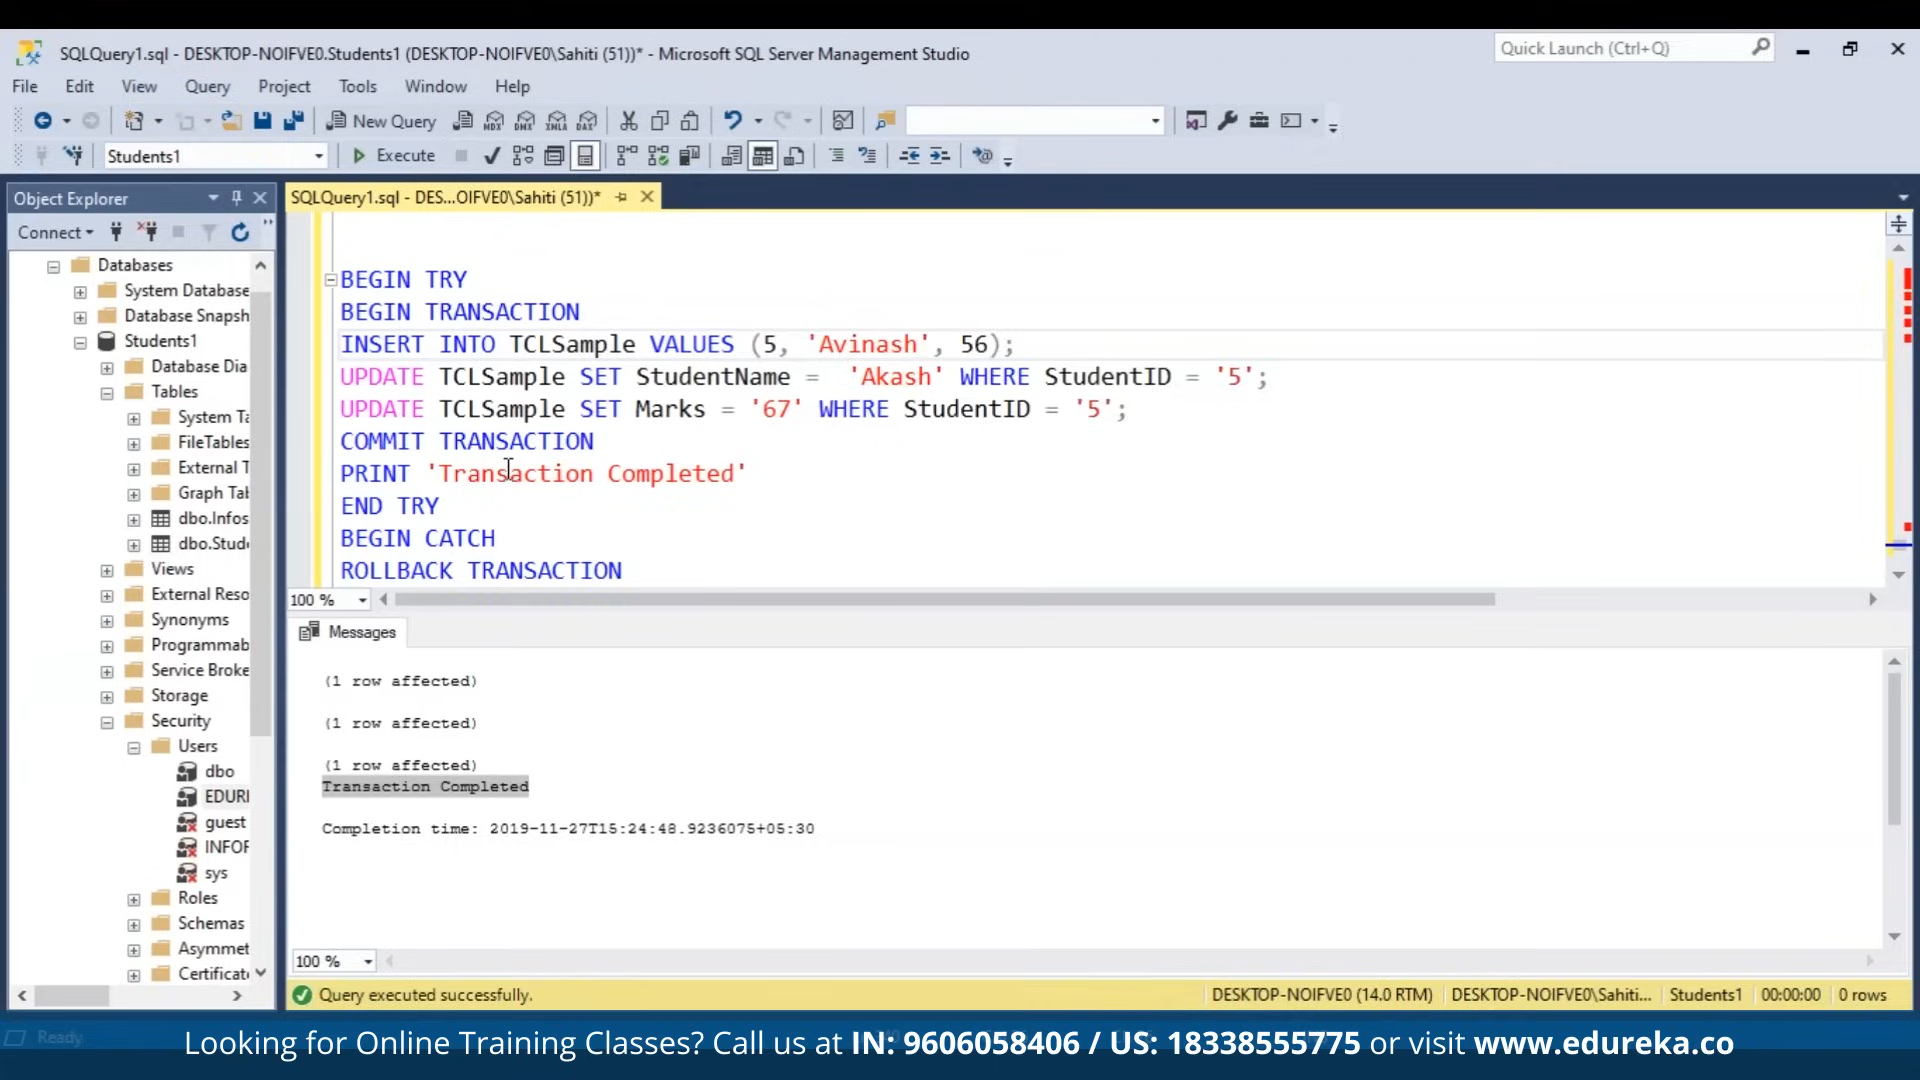 SQLQuery1.sql - DESKTOP-NOIFVE0.Students1 (DESKTOP-NOIFVE0\Sahiti (51))* - Microsoft SQL Server Management Studio
Quick Launch (Ctrl+Q)
File Edit View Query Project Tools Window Help
New Query
Students1
Execute
Object Explorer
SQLQuery1.sql - DES...OIFVE0\Sahiti (51))*
Connect
Databases
System Database
Database Snapsh
Students1
Database Dia
Tables
System Ta
FileTables
External T
Graph Tab
dbo.Infos
dbo.Stude
Views
External Reso
Synonyms
Programmab
Service Broke
Storage
Security
Users
dbo
EDURI
guest
INFOF
sys
Roles
Schemas
Asymmet
Certificat
BEGIN TRY
BEGIN TRANSACTION
INSERT INTO TCLSample VALUES (5, 'Avinash', 56);
UPDATE TCLSample SET StudentName =  'Akash' WHERE StudentID = '5';
UPDATE TCLSample SET Marks = '67' WHERE StudentID = '5';
COMMIT TRANSACTION
PRINT 'Transaction Completed'
END TRY
BEGIN CATCH
ROLLBACK TRANSACTION
100 %
Messages
(1 row affected)
(1 row affected)
(1 row affected)
Transaction Completed
Completion time: 2019-11-27T15:24:48.9236075+05:30
100 %
Query executed successfully.
DESKTOP-NOIFVE0 (14.0 RTM) DESKTOP-NOIFVE0\Sahiti... Students1 00:00:00 0 rows
Ready
Looking for Online Training Classes? Call us at IN: 9606058406 / US: 18338555775 or visit www.edureka.co